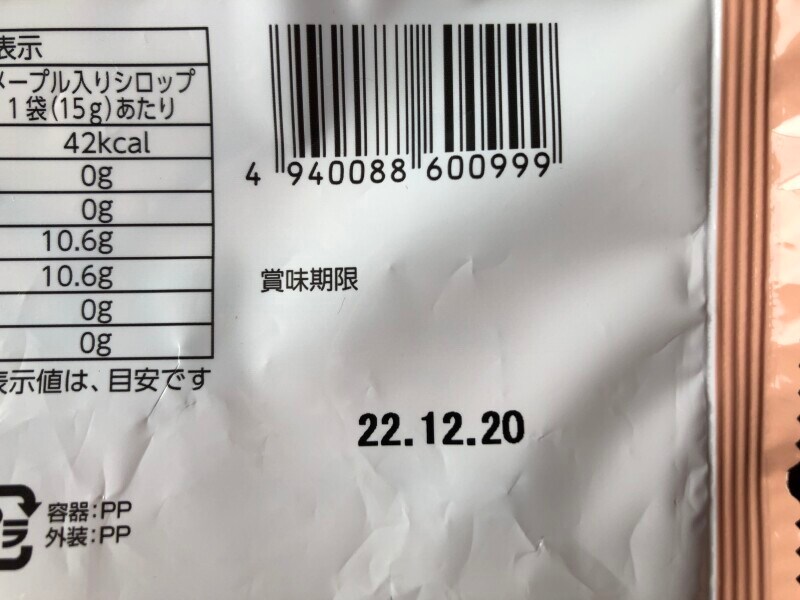 表示
メープル入りシロップ
1袋(15g)あたり
42kcal
0g
0g
10.6g
10.6g
0g
0g
表示値は、目安です
4 940088 600999
賞味期限
22.12.20
プラ
容器:PP
外装:PP